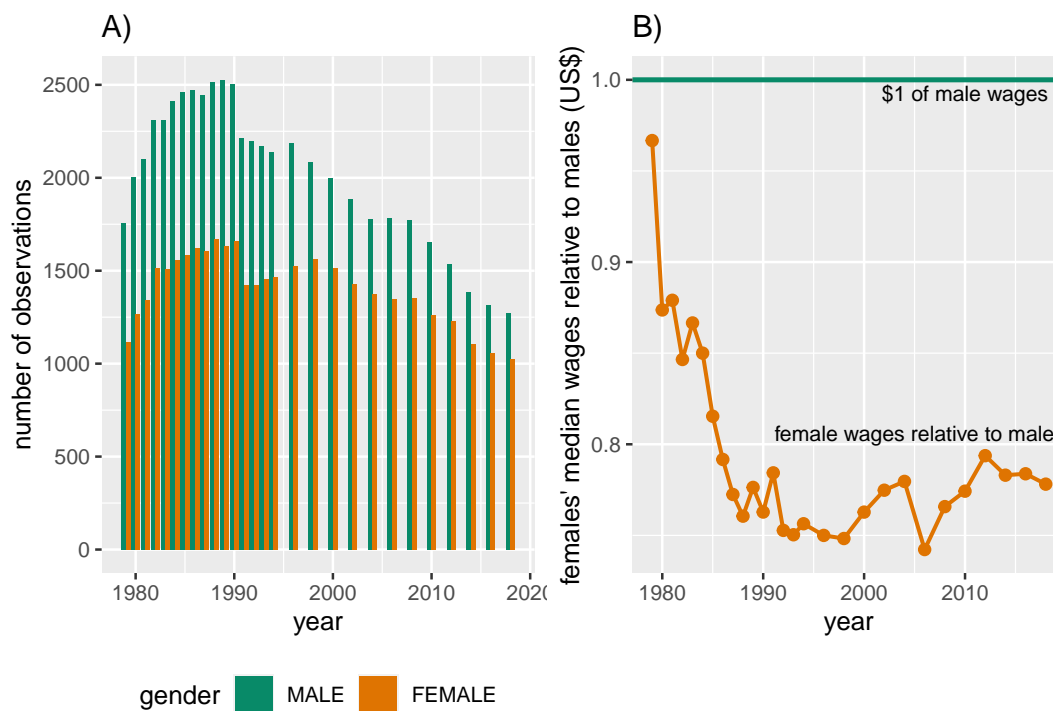 A)
number of observations
2500
2000
1500
1000
500
0
1980
1990
2000
2010
2020
year
B)
females' median wages relative to males (US$)
1.0
0.9
0.8
$1 of male wages
female wages relative to male
1980
1990
2000
2010
year
gender MALE FEMALE